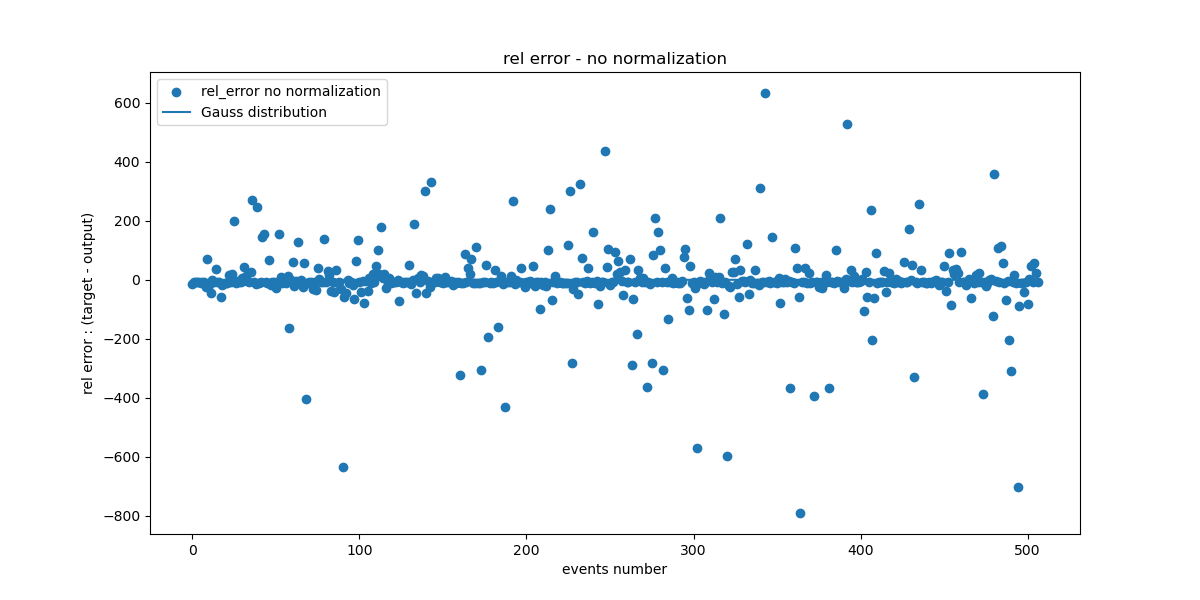 rel error - no normalization
rel_error no normalization
Gauss distribution
600
400
200
0
−200
−400
−600
−800
rel error : (target - output)
0
100
200
300
400
500
events number